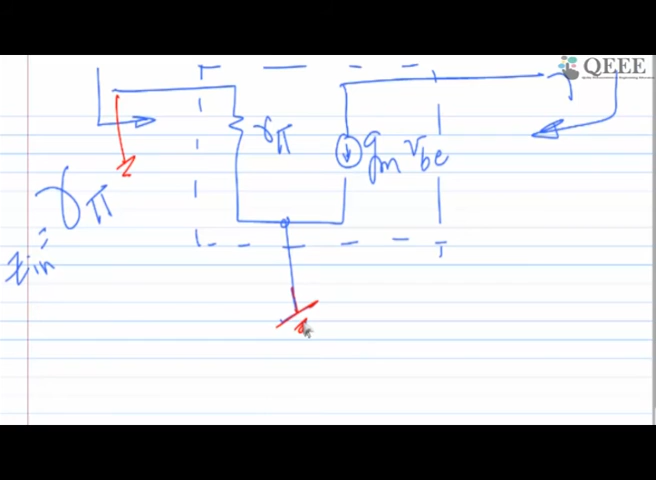 QEEE
rπ
gm vbe
rπ
=
Zin